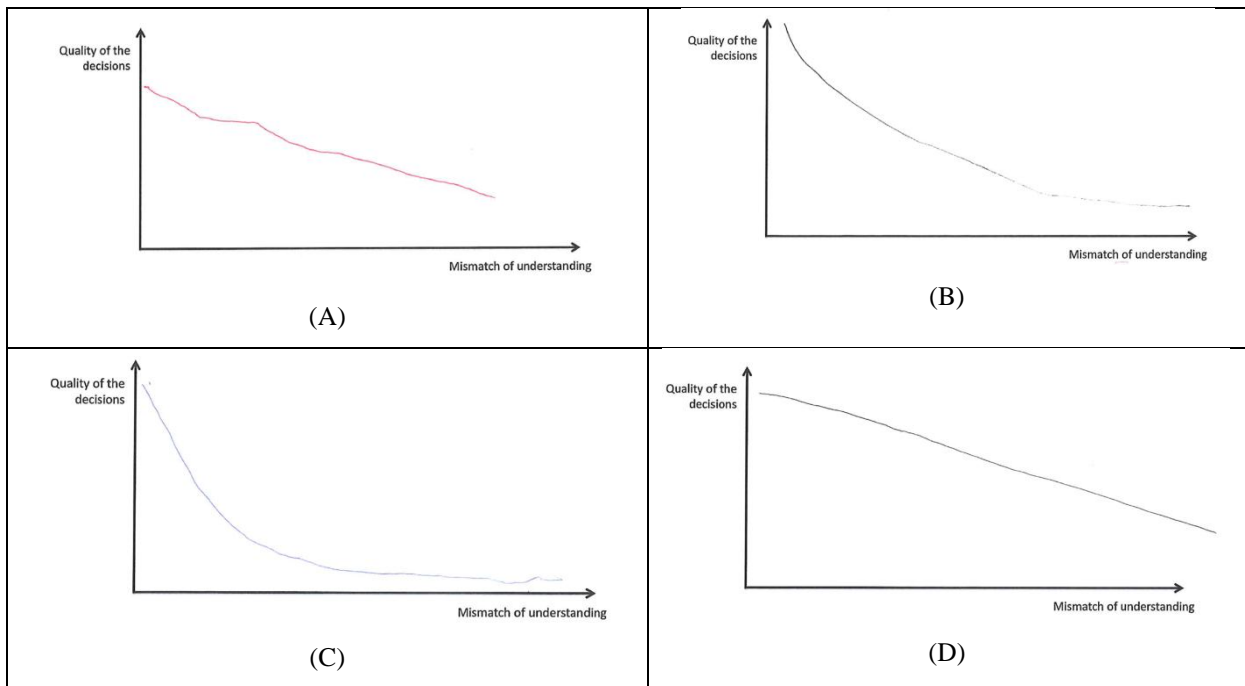 Quality of the
decisions
Mismatch of understanding
(A)
Quality of the
decisions
Mismatch of understanding
(B)
Quality of the
decisions
Mismatch of understanding
(C)
Quality of the
decisions
Mismatch of understanding
(D)